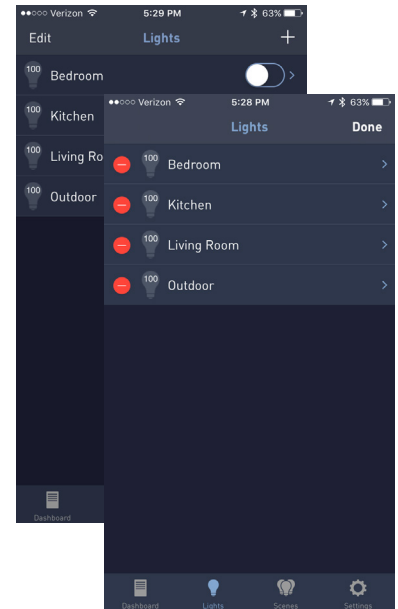 ●●○○○ Verizon 5:29 PM 63%
Edit Lights +
100 Bedroom >
100 Kitchen
100 Living Ro
100 Outdoor
Dashboard
●●○○○ Verizon 5:28 PM 63%
Lights Done
100 Bedroom >
100 Kitchen >
100 Living Room >
100 Outdoor >
Dashboard Lights Scenes Settings